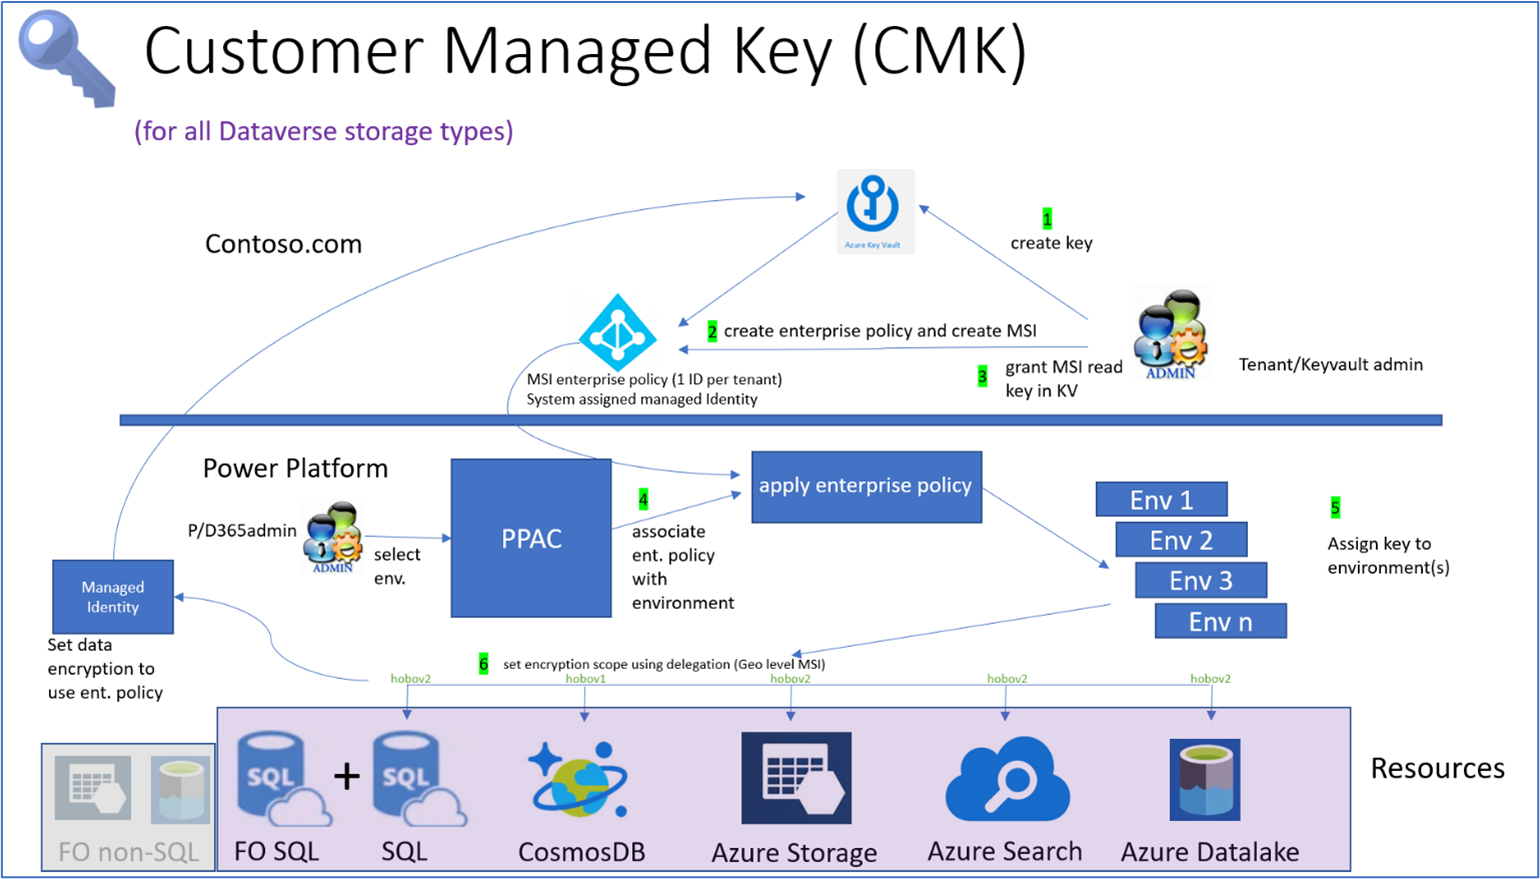 Customer Managed Key (CMK)
(for all Dataverse storage types)
Contoso.com
Azure Key Vault
1
create key
2 create enterprise policy and create MSI
3
grant MSI read
key in KV
ADMIN
Tenant/Keyvault admin
MSI enterprise policy (1 ID per tenant)
System assigned managed Identity
Power Platform
P/D365admin
ADMIN
select
env.
PPAC
4
associate
ent. policy
with
environment
apply enterprise policy
Env 1
Env 2
Env 3
Env n
5
Assign key to
environment(s)
Managed
Identity
Set data
encryption to
use ent. policy
6 set encryption scope using delegation (Geo level MSI)
hobov2
hobov1
hobov2
hobov2
hobov2
SQL
+
SQL
Resources
FO non-SQL
FO SQL
SQL
CosmosDB
Azure Storage
Azure Search
Azure Datalake